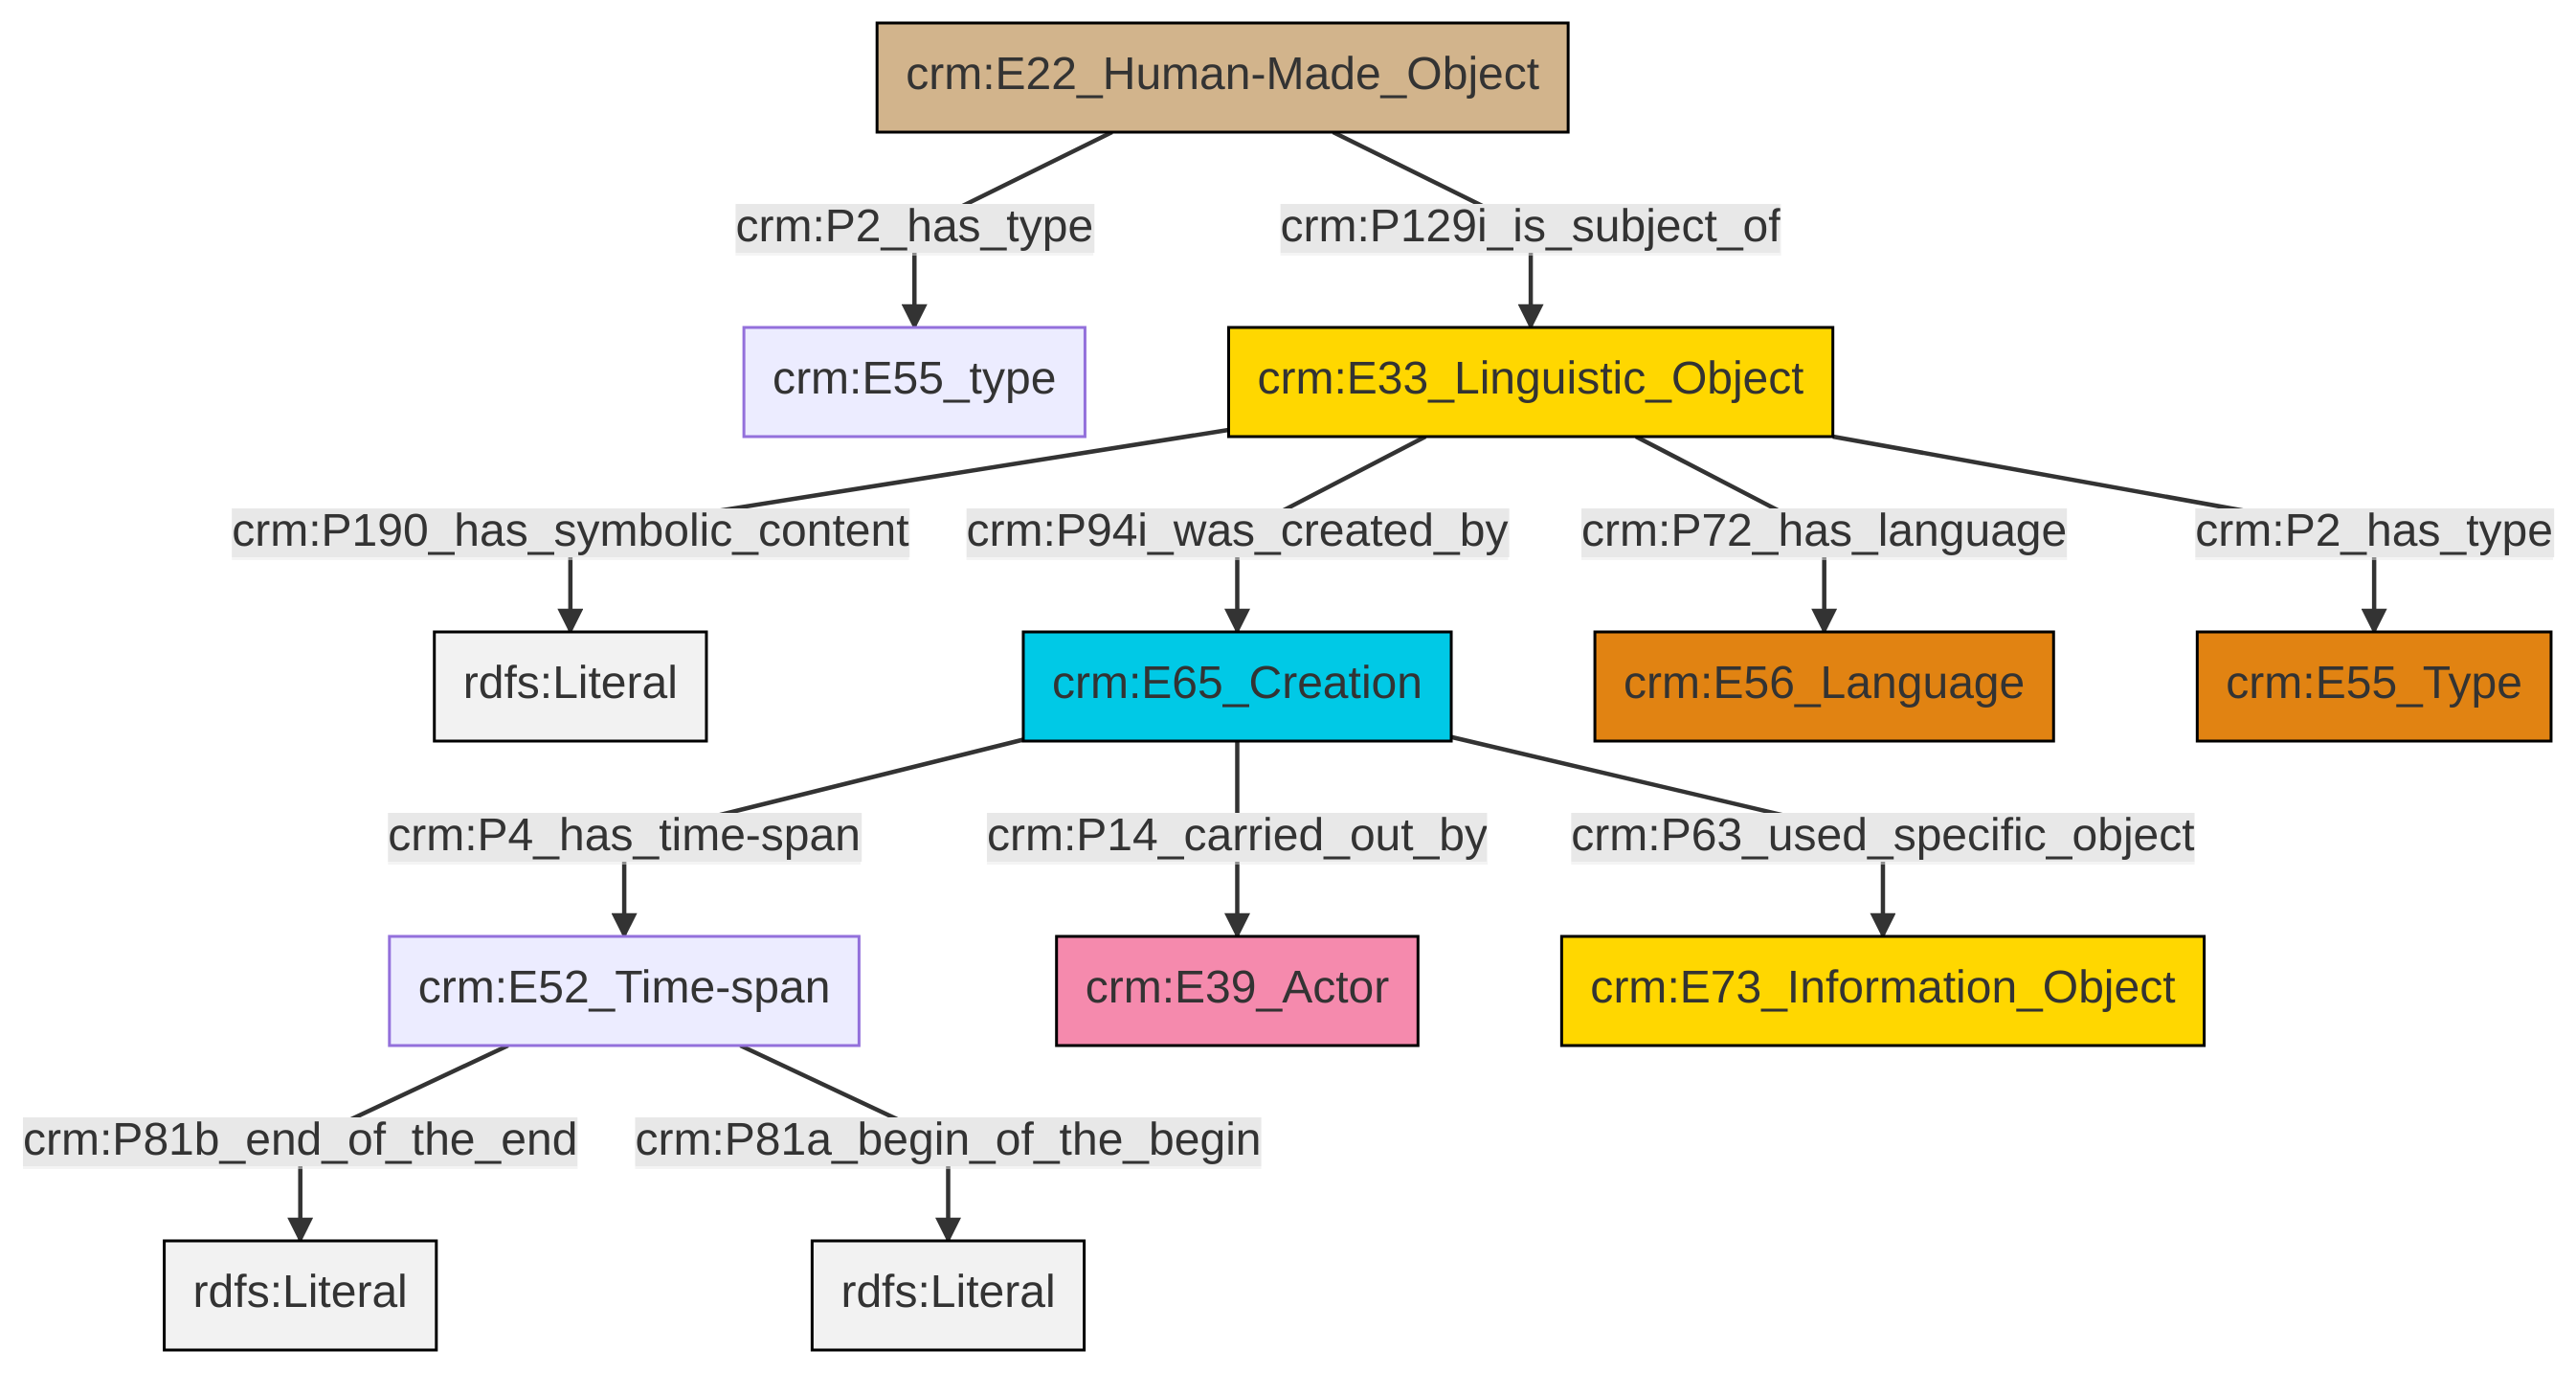 crm:E22_Human-Made_Object
crm:P2_has_type
crm:P129i_is_subject_of
crm:E55_type
crm:E33_Linguistic_Object
crm:P190_has_symbolic_content
crm:P94i_was_created_by
crm:P72_has_language
crm:P2_has_type
rdfs:Literal
crm:E65_Creation
crm:E56_Language
crm:E55_Type
crm:P4_has_time-span
crm:P14_carried_out_by
crm:P63_used_specific_object
crm:E52_Time-span
crm:E39_Actor
crm:E73_Information_Object
crm:P81b_end_of_the_end
crm:P81a_begin_of_the_begin
rdfs:Literal
rdfs:Literal